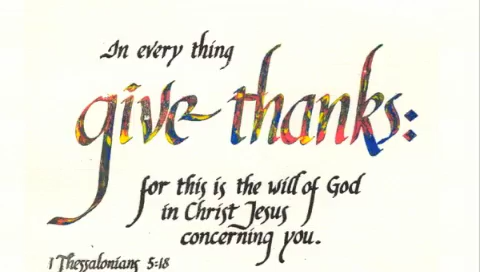 In every thing
give thanks:
for this is the will of God
in Christ Jesus
concerning you.
1 Thessalonians 5:18